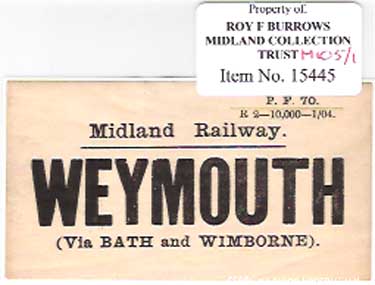 Property of.
ROY F BURROWS
MIDLAND COLLECTION
TRUST M605/1
Item No. 15445
P. F. 70.
R 2—10,000—1/04.
Midland Railway.
WEYMOUTH
(Via BATH and WIMBORNE).